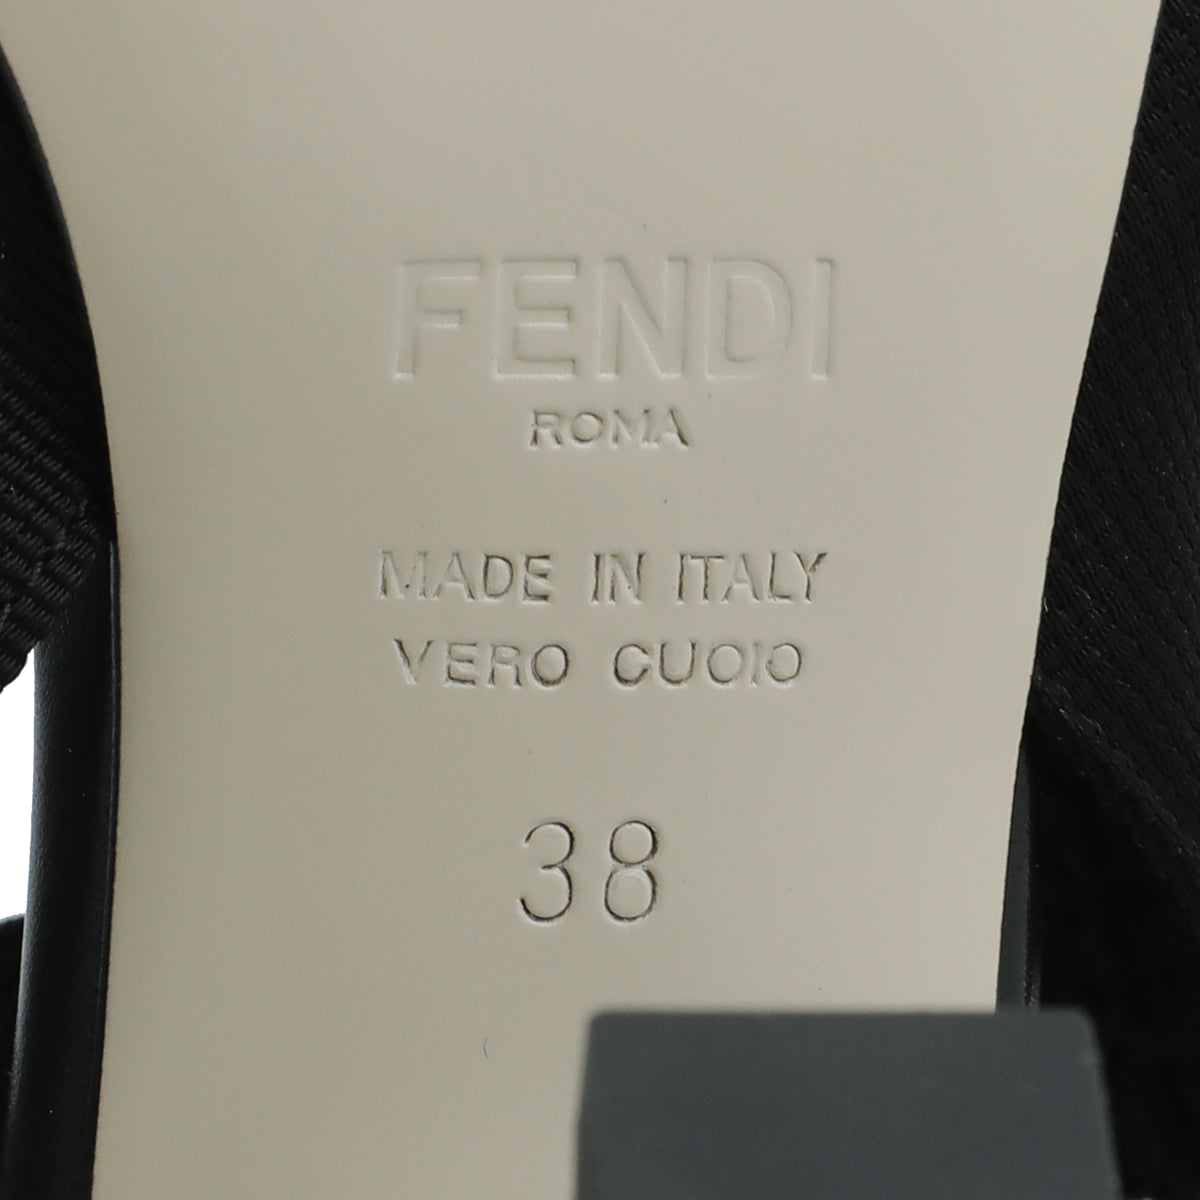 FENDI
ROMA
MADE IN ITALY
VERO CUOIO
38